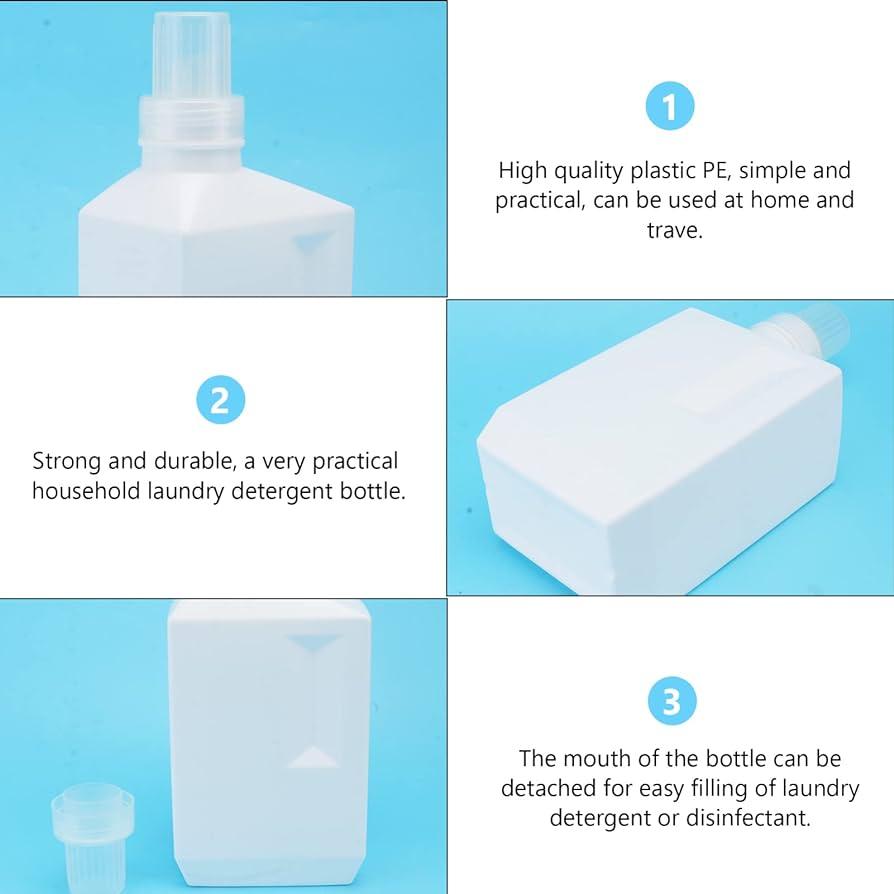 1
High quality plastic PE, simple and
practical, can be used at home and
trave.
2
Strong and durable, a very practical
household laundry detergent bottle.
3
The mouth of the bottle can be
detached for easy filling of laundry
detergent or disinfectant.